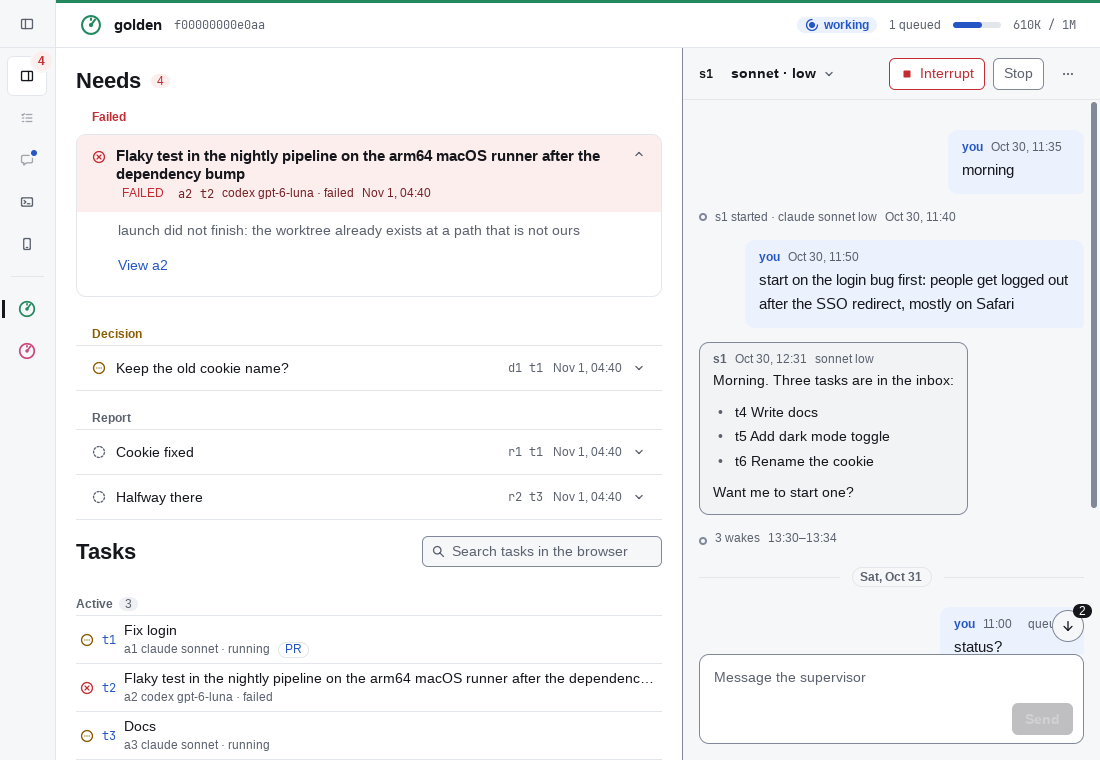 golden f00000000e0aa
working 1 queued 610K / 1M
4
Needs 4
Failed
Flaky test in the nightly pipeline on the arm64 macOS runner after the
dependency bump
FAILED a2 t2 codex gpt-6-luna · failed Nov 1, 04:40
launch did not finish: the worktree already exists at a path that is not ours
View a2
Decision
Keep the old cookie name? d1 t1 Nov 1, 04:40
Report
Cookie fixed r1 t1 Nov 1, 04:40
Halfway there r2 t3 Nov 1, 04:40
Tasks
Search tasks in the browser
Active 3
t1 Fix login
a1 claude sonnet · running PR
t2 Flaky test in the nightly pipeline on the arm64 macOS runner after the dependenc…
a2 codex gpt-6-luna · failed
t3 Docs
a3 claude sonnet · running
s1 sonnet · low Interrupt Stop
you Oct 30, 11:35
morning
s1 started · claude sonnet low Oct 30, 11:40
you Oct 30, 11:50
start on the login bug first: people get logged out
after the SSO redirect, mostly on Safari
s1 Oct 30, 12:31 sonnet low
Morning. Three tasks are in the inbox:
• t4 Write docs
• t5 Add dark mode toggle
• t6 Rename the cookie
Want me to start one?
3 wakes 13:30–13:34
Sat, Oct 31
2
you 11:00
status?
Message the supervisor
Send